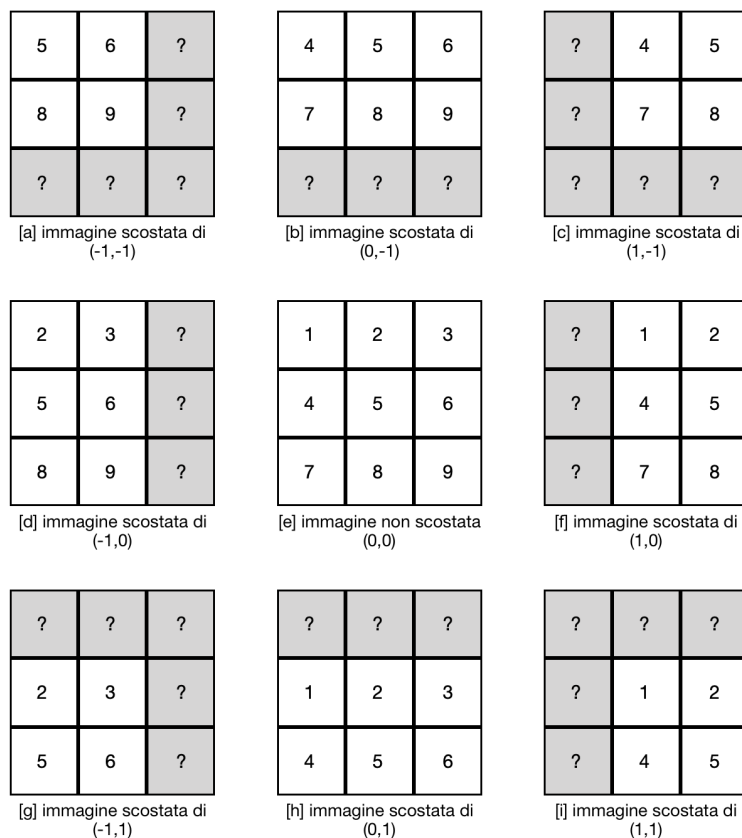 5 6 ? 4 5 6 ? 4 5
8 9 ? 7 8 9 ? 7 8
? ? ? ? ? ? ? ? ?
[a] immagine scostata di
(-1,-1)
[b] immagine scostata di
(0,-1)
[c] immagine scostata di
(1,-1)
2 3 ? 1 2 3 ? 1 2
5 6 ? 4 5 6 ? 4 5
8 9 ? 7 8 9 ? 7 8
[d] immagine scostata di
(-1,0)
[e] immagine non scostata
(0,0)
[f] immagine scostata di
(1,0)
? ? ? ? ? ? ? ? ?
2 3 ? 1 2 3 ? 1 2
5 6 ? 4 5 6 ? 4 5
[g] immagine scostata di
(-1,1)
[h] immagine scostata di
(0,1)
[i] immagine scostata di
(1,1)